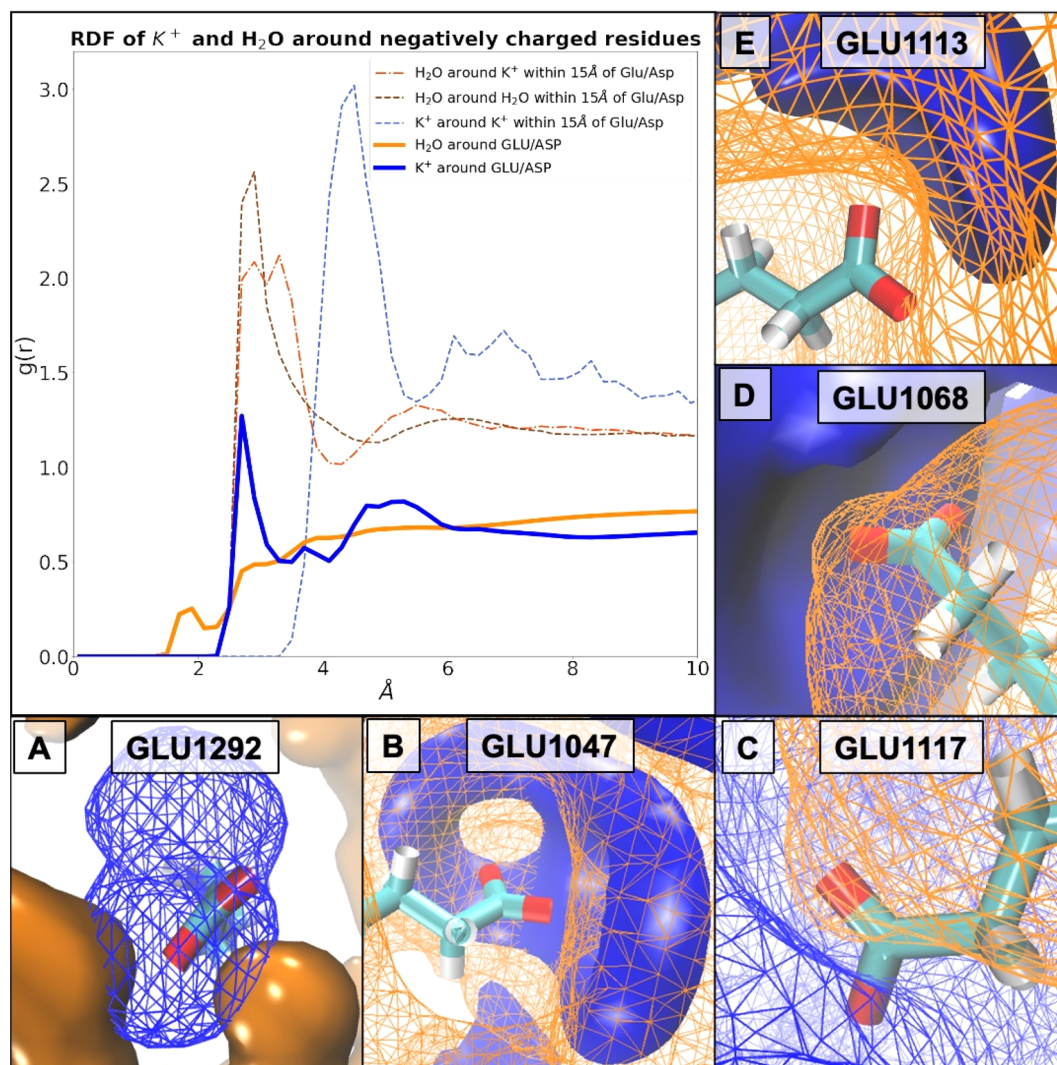 RDF of K⁺ and H₂O around negatively charged residues
H₂O around K⁺ within 15Å of Glu/Asp
H₂O around H₂O within 15Å of Glu/Asp
K⁺ around K⁺ within 15Å of Glu/Asp
H₂O around GLU/ASP
K⁺ around GLU/ASP
g(r)
3.0
2.5
2.0
1.5
1.0
0.5
0.0
0 2 4 6 8 10
Å
E GLU1113
D GLU1068
A GLU1292
B GLU1047
C GLU1117